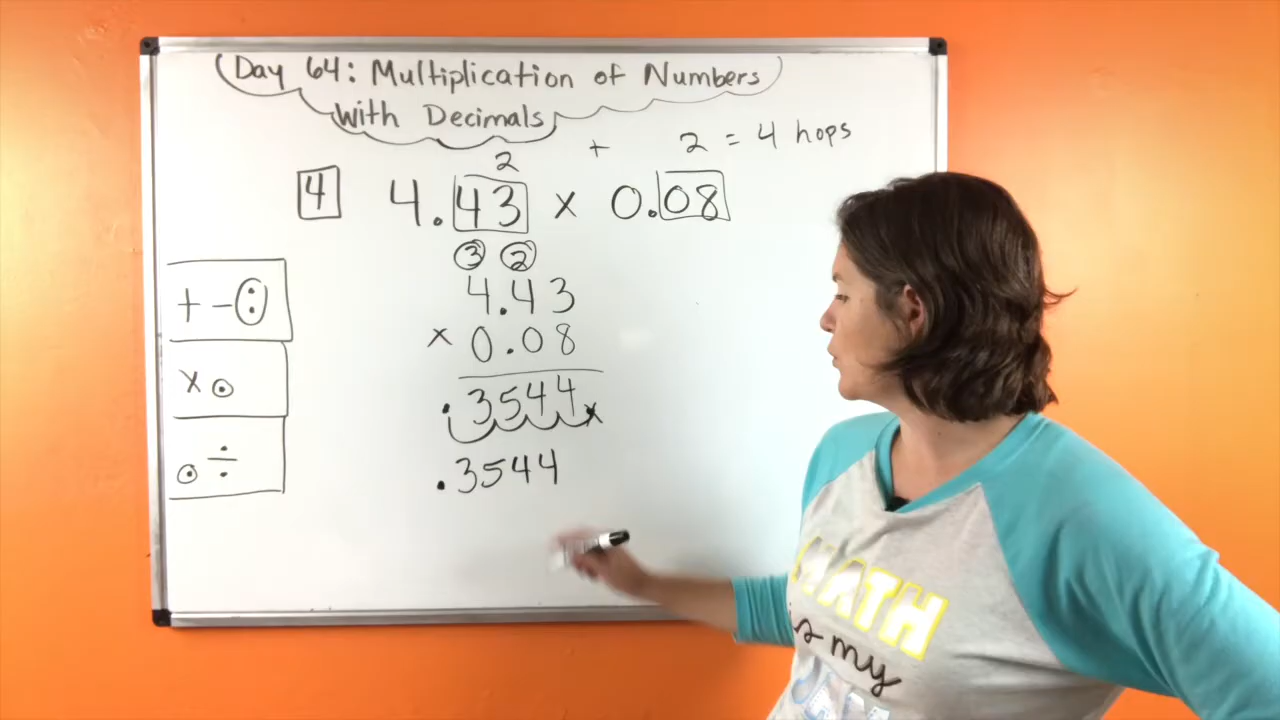 Day 64: Multiplication of Numbers
With Decimals
2 + 2 = 4 hops
4 4.43 x 0.08
3 2
4.43
x 0.08
.3544
.3544
+ - :
x .
. ÷
MATH
is my